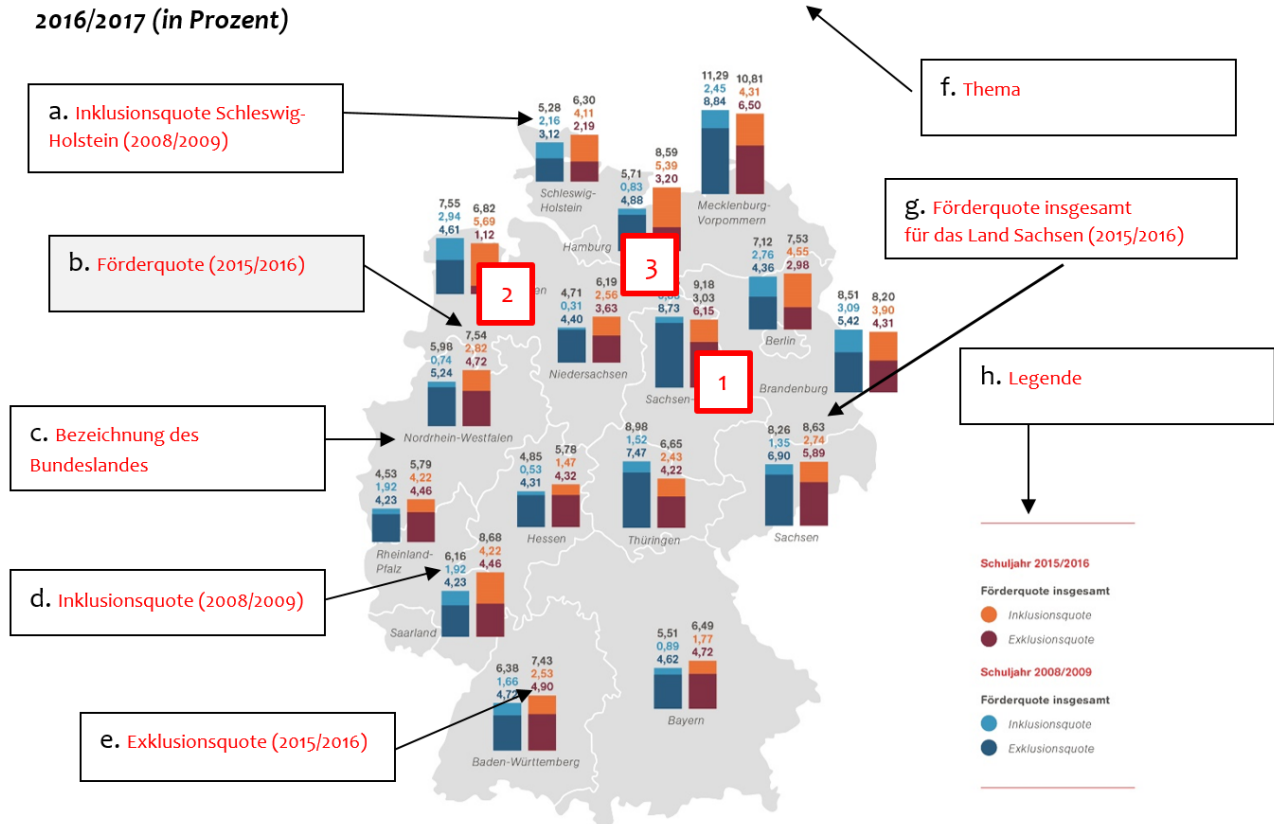 2016/2017 (in Prozent)
f. Thema
a. Inklusionsquote Schleswig-
Holstein (2008/2009)
5,28 6,30
2,16 4,11
3,12 2,19
Schleswig-
Holstein
11,29 10,81
2,45 4,31
8,84 6,50
Mecklenburg-
Vorpommern
5,71 8,59
0,83 5,39
4,88 3,20
Hamburg
3
g. Förderquote insgesamt
für das Land Sachsen (2015/2016)
7,55 6,82
2,94 5,69
4,61 1,12
2
b. Förderquote (2015/2016)
7,12 7,53
2,76 4,55
4,36 2,98
Berlin
4,71 6,19
0,31 2,56
4,40 3,63
Niedersachsen
9,18
3,03
8,73 6,15
Sachsen-
1
8,51 8,20
3,09 3,90
5,42 4,31
Brandenburg
h. Legende
5,98 7,54
0,74 2,82
5,24 4,72
Nordrhein-Westfalen
c. Bezeichnung des
Bundeslandes
4,53 5,79
1,92 4,22
4,23 4,46
Rheinland-
Pfalz
4,85 5,78
0,53 1,47
4,31 4,32
Hessen
8,98 6,65
1,52 2,43
7,47 4,22
Thüringen
8,26 8,63
1,35 2,74
6,90 5,89
Sachsen
d. Inklusionsquote (2008/2009)
6,16 8,68
1,92 4,22
4,23 4,46
Saarland
6,38 7,43
1,66 2,53
4,72 4,90
Baden-Württemberg
e. Exklusionsquote (2015/2016)
5,51 6,49
0,89 1,77
4,62 4,72
Bayern
Schuljahr 2015/2016
Förderquote insgesamt
Inklusionsquote
Exklusionsquote
Schuljahr 2008/2009
Förderquote insgesamt
Inklusionsquote
Exklusionsquote